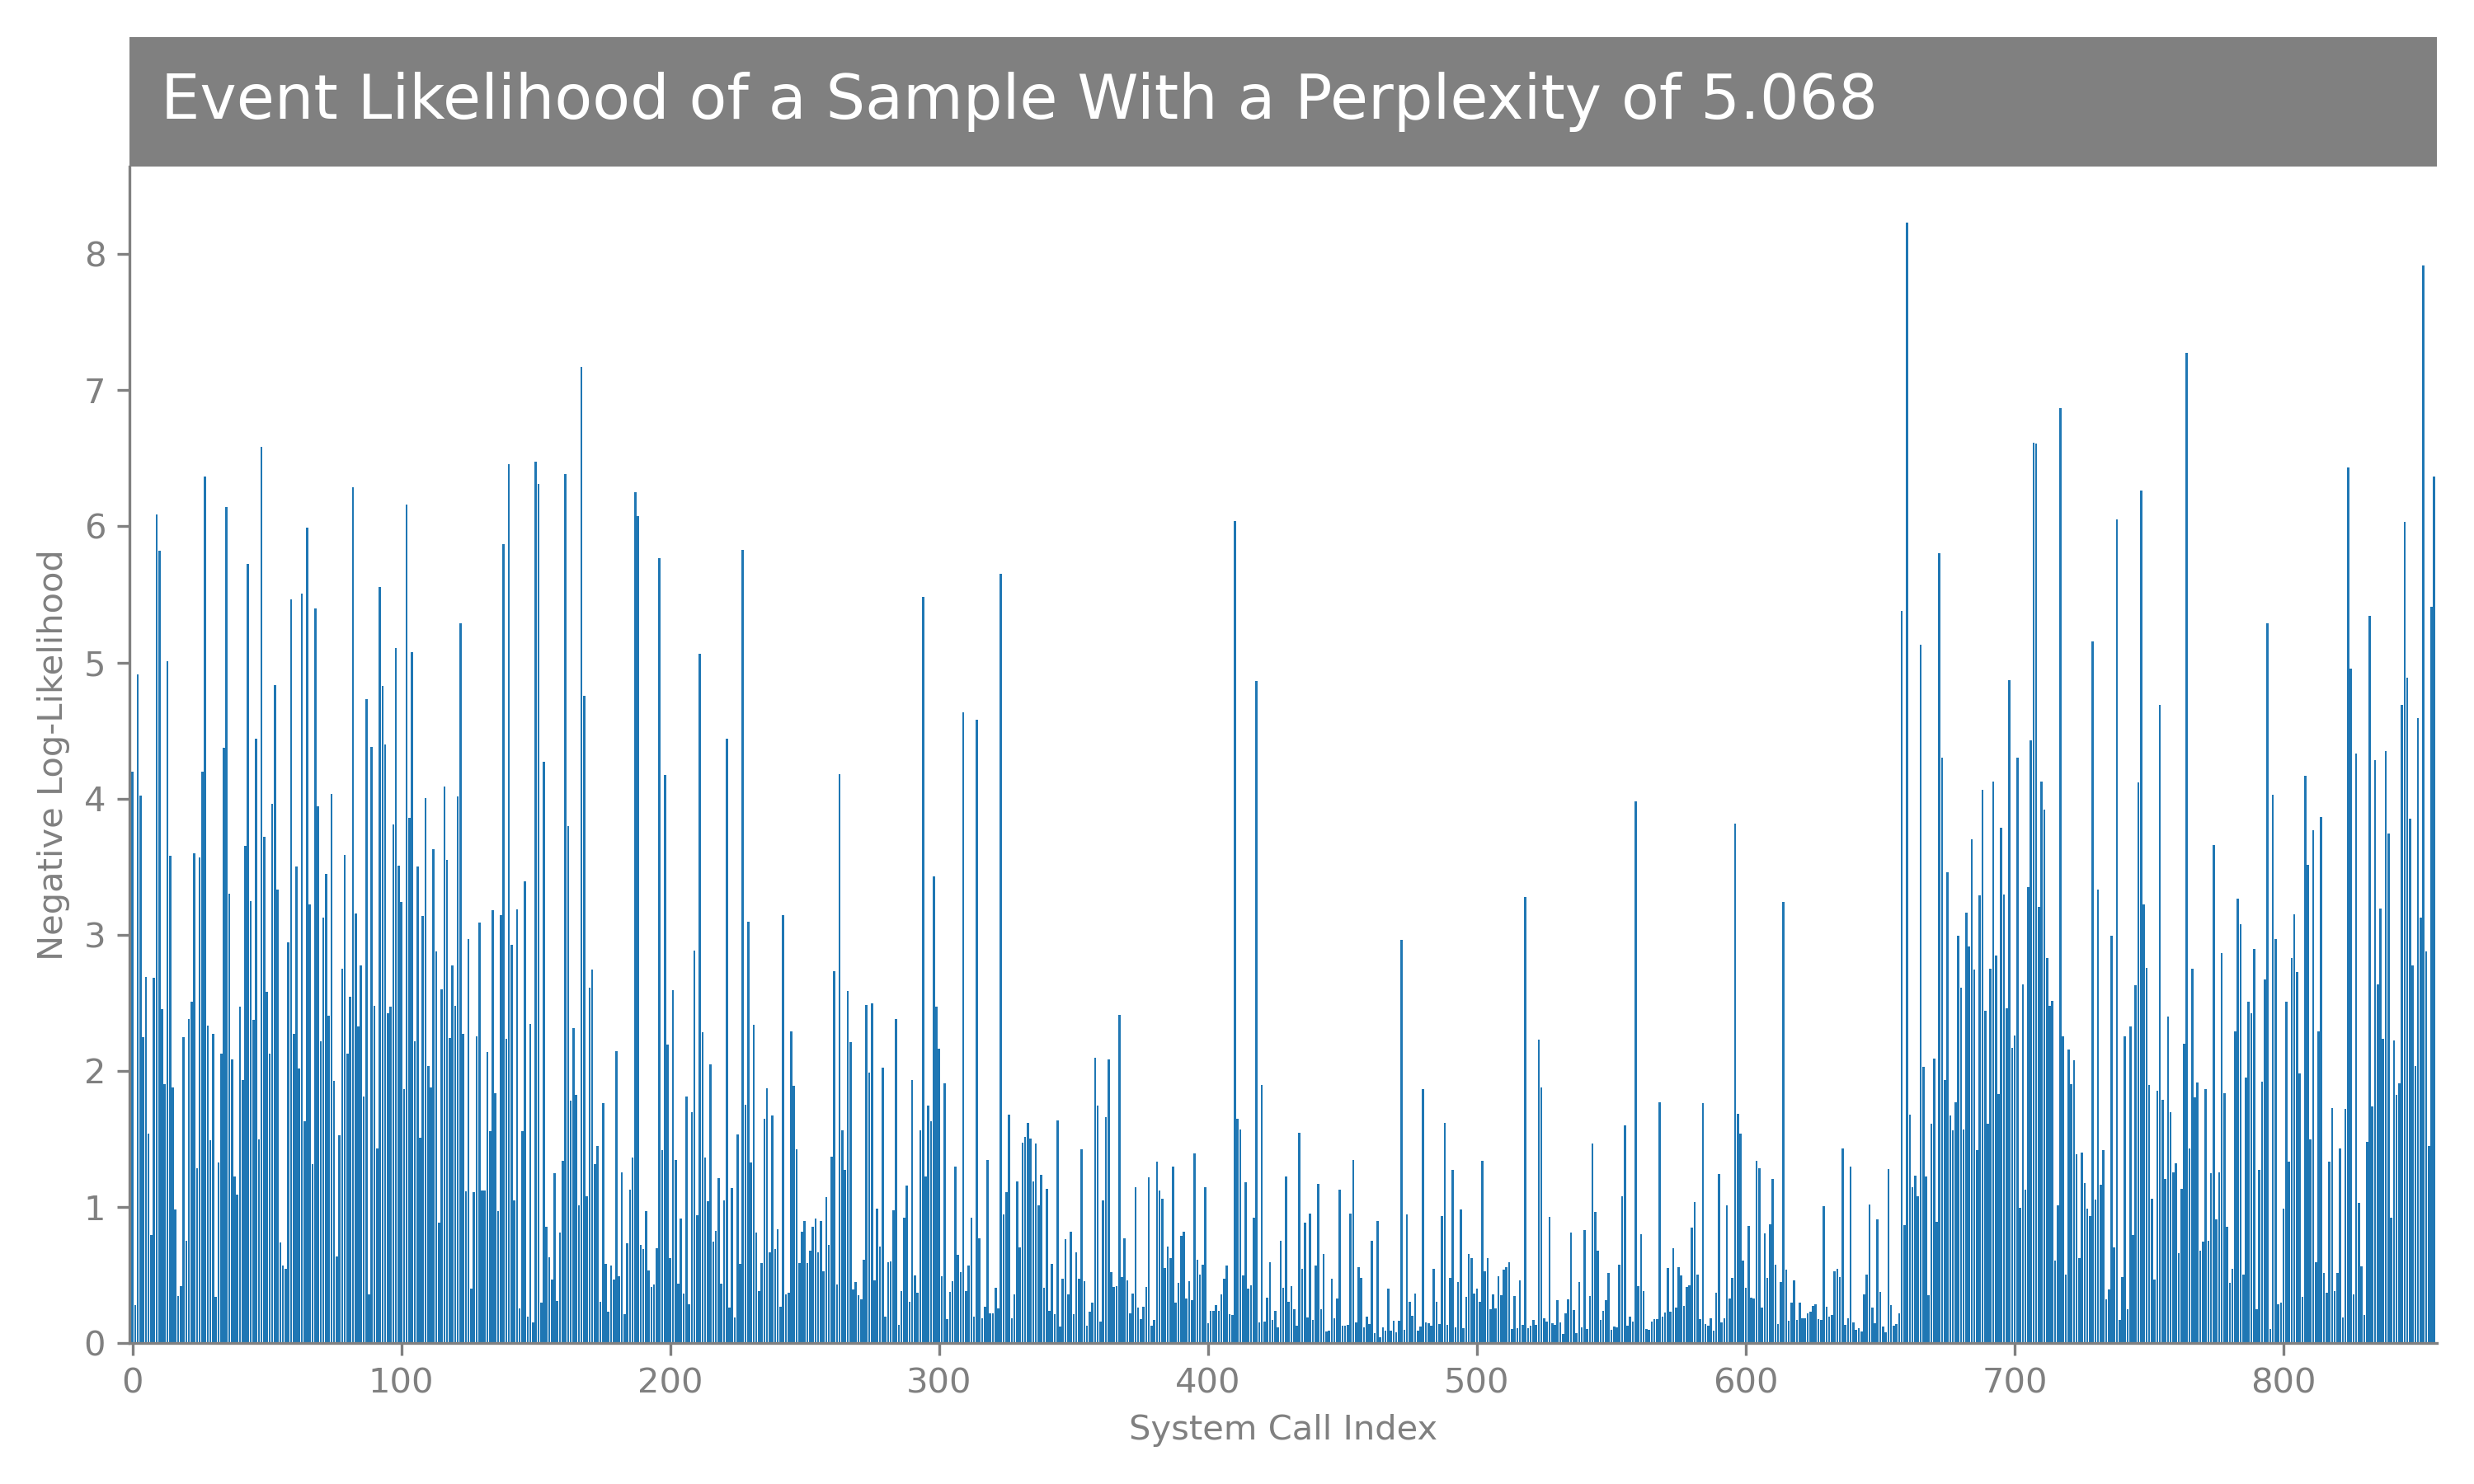 Event Likelihood of a Sample With a Perplexity of 5.068
8
7
6
5
4
3
2
1
0
Negative Log-Likelihood
0 100 200 300 400 500 600 700 800
System Call Index